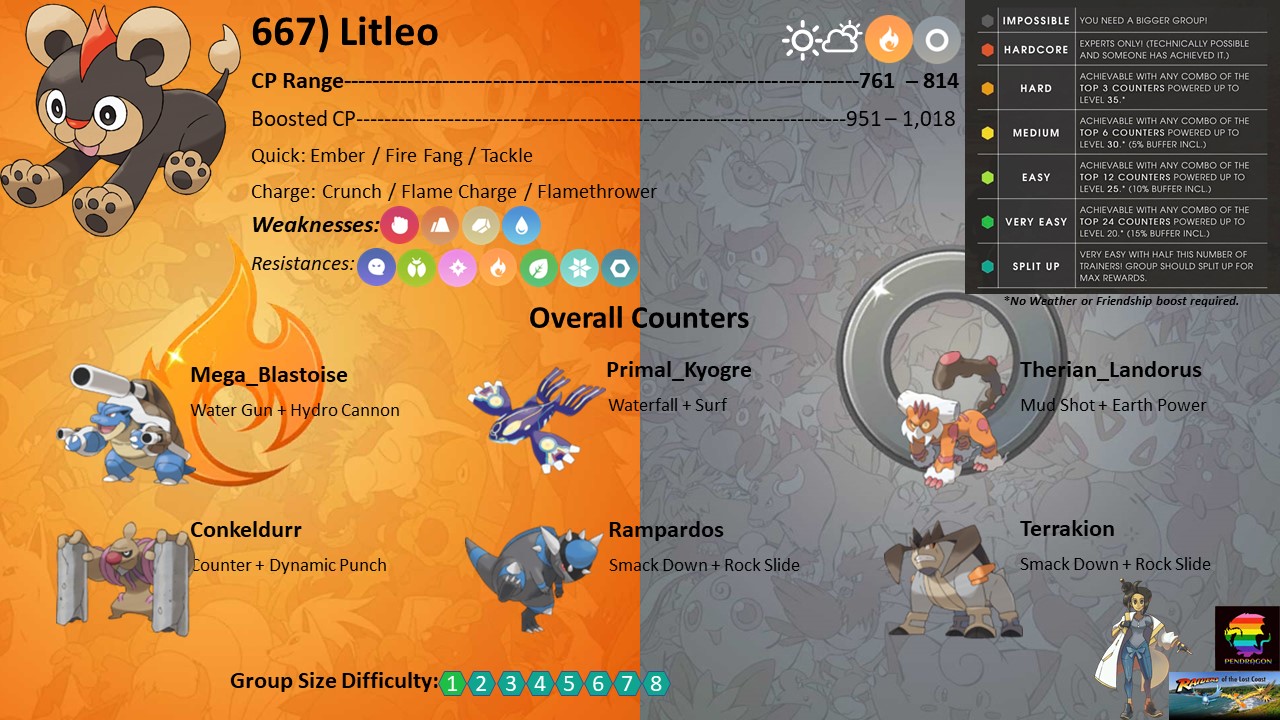 667) Litleo
CP Range---761 – 814
Boosted CP---951 – 1,018
Quick: Ember / Fire Fang / Tackle
Charge: Crunch / Flame Charge / Flamethrower
Weaknesses:
Resistances:
IMPOSSIBLE YOU NEED A BIGGER GROUP!
HARDCORE EXPERTS ONLY! (TECHNICALLY POSSIBLE
AND SOMEONE HAS ACHIEVED IT.)
HARD ACHIEVABLE WITH ANY COMBO OF THE
TOP 3 COUNTERS POWERED UP TO
LEVEL 35.*
MEDIUM ACHIEVABLE WITH ANY COMBO OF THE
TOP 6 COUNTERS POWERED UP TO
LEVEL 30.* (5% BUFFER INCL.)
EASY ACHIEVABLE WITH ANY COMBO OF THE
TOP 12 COUNTERS POWERED UP TO
LEVEL 25.* (10% BUFFER INCL.)
VERY EASY ACHIEVABLE WITH ANY COMBO OF THE
TOP 24 COUNTERS POWERED UP TO
LEVEL 20.* (15% BUFFER INCL.)
SPLIT UP VERY EASY WITH HALF THIS NUMBER OF
TRAINERS! GROUP SHOULD SPLIT UP FOR
MAX REWARDS.
*No Weather or Friendship boost required.
Overall Counters
Mega_Blastoise
Water Gun + Hydro Cannon
Primal_Kyogre
Waterfall + Surf
Therian_Landorus
Mud Shot + Earth Power
Conkeldurr
Counter + Dynamic Punch
Rampardos
Smack Down + Rock Slide
Terrakion
Smack Down + Rock Slide
Group Size Difficulty: 1 2 3 4 5 6 7 8
PENDRAGON
RAIDERS of the Lost Coast